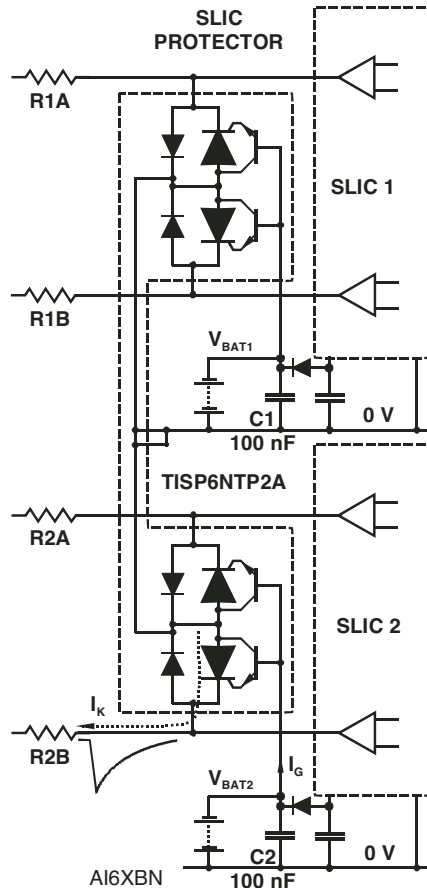 SLIC
PROTECTOR
R1A
SLIC 1
R1B
VBAT1
C1
0 V
100 nF
TISP6NTP2A
R2A
SLIC 2
IK
R2B
VBAT2
IG
C2
0 V
100 nF
AI6XBN